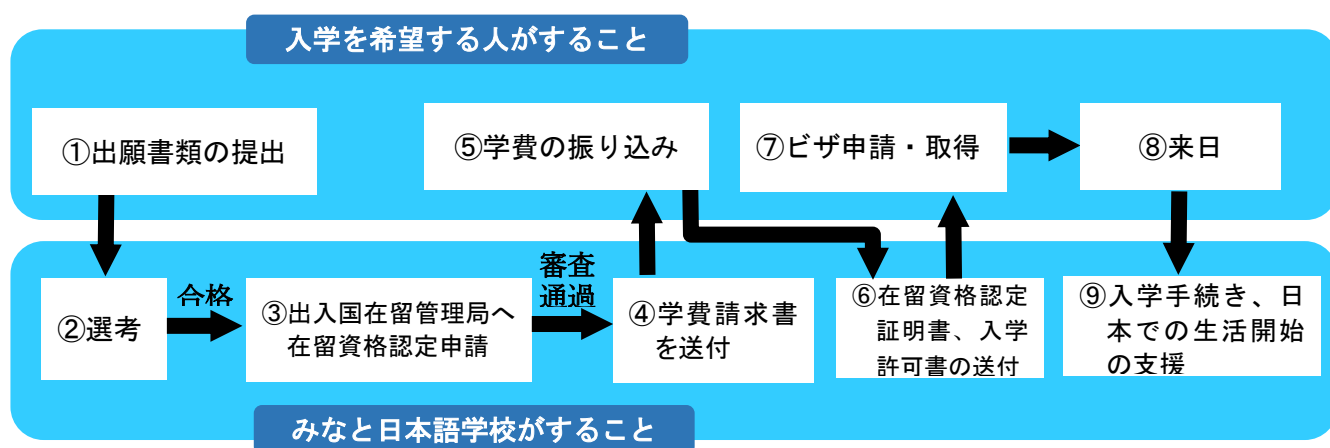 入学を希望する人がすること
①出願書類の提出
⑤学費の振り込み
⑦ビザ申請・取得
⑧来日
②選考
合格
③出入国在留管理局へ
在留資格認定申請
審査
通過
④学費請求書
を送付
⑥在留資格認定
証明書、入学
許可書の送付
⑨入学手続き、日
本での生活開始
の支援
みなと日本語学校がすること